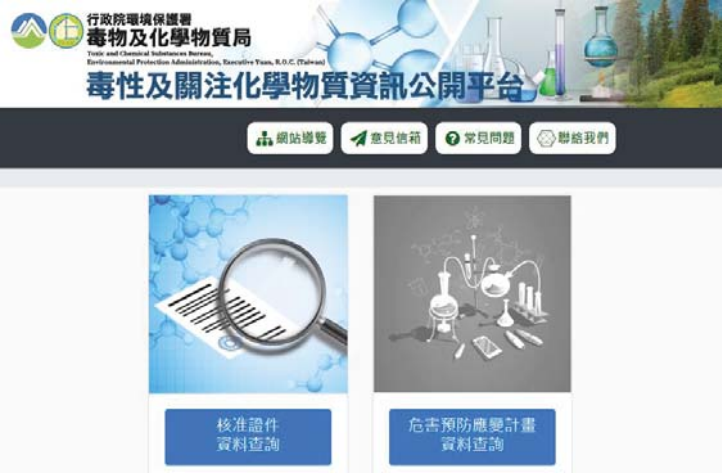 行政院環境保護署
毒物及化學物質局
Toxic and Chemical Substances Bureau,
Environmental Protection Administration, Executive Yuan, R.O.C. (Taiwan)
毒性及關注化學物質資訊公開平台
網站導覽
意見信箱
常見問題
聯絡我們
核准證件
資料查詢
危害預防應變計畫
資料查詢